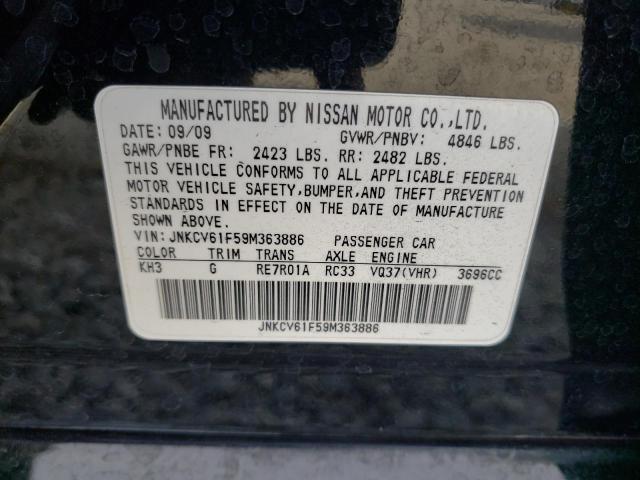 MANUFACTURED BY NISSAN MOTOR CO.,LTD.
DATE: 09/09 GVWR/PNBV: 4846 LBS.
GAWR/PNBE FR: 2423 LBS. RR: 2482 LBS.
THIS VEHICLE CONFORMS TO ALL APPLICABLE FEDERAL
MOTOR VEHICLE SAFETY,BUMPER,AND THEFT PREVENTION
STANDARDS IN EFFECT ON THE DATE OF MANUFACTURE
SHOWN ABOVE.
VIN: JNKCV61F59M363886 PASSENGER CAR
COLOR TRIM TRANS AXLE ENGINE
KH3 G RE7R01A RC33 VQ37(VHR) 3696CC
JNKCV61F59M363886